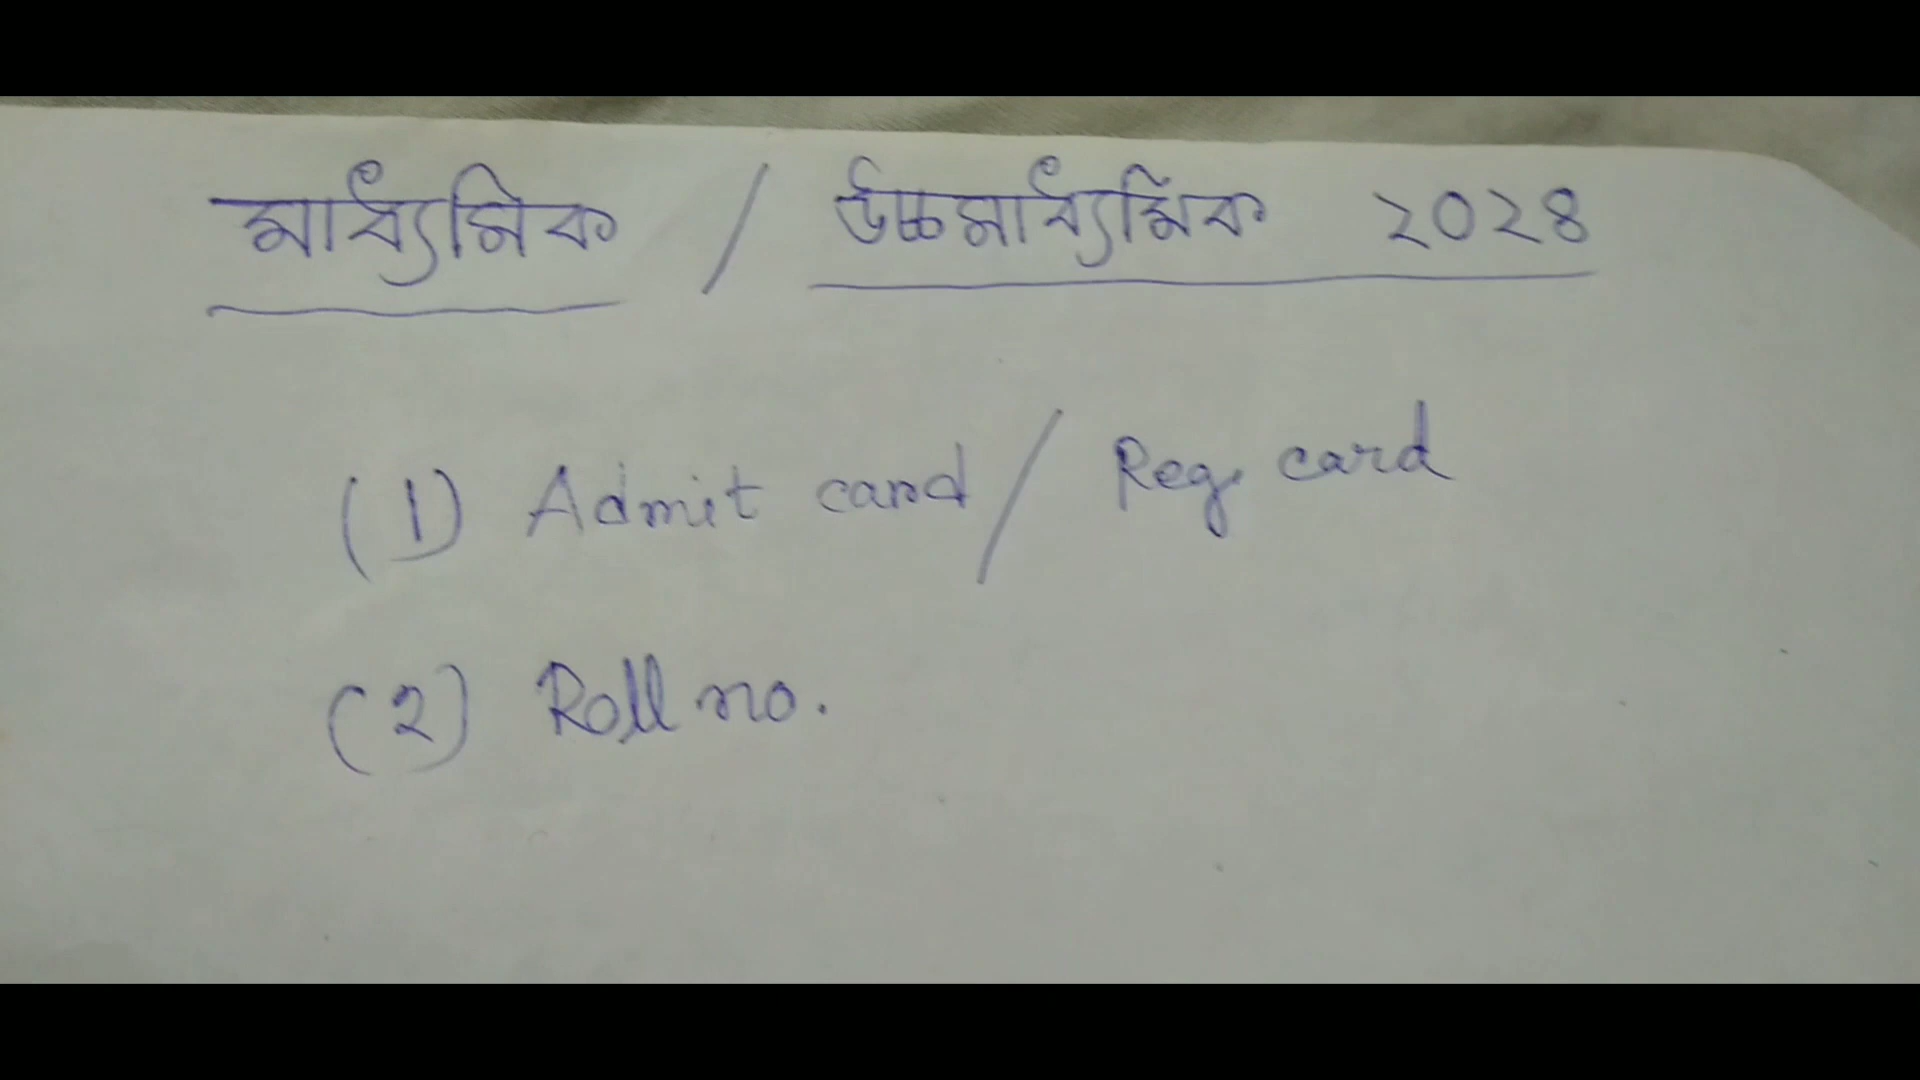 মাধ্যমিক / উচ্চমাধ্যমিক ২০২৪
(1) Admit card / Reg. card
(2) Roll no.